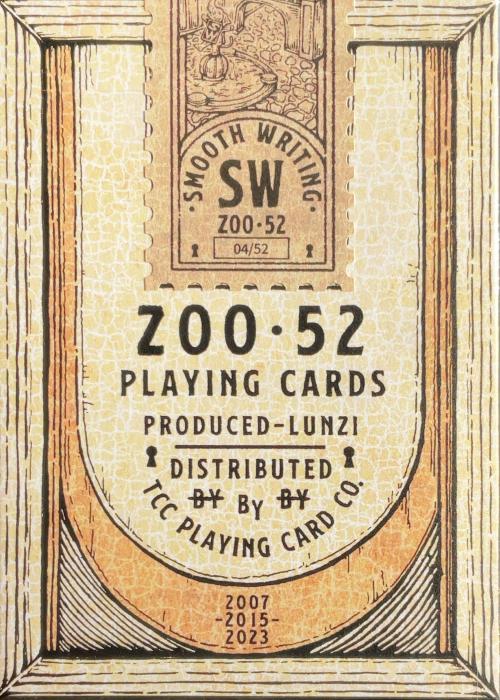 SMOOTH WRITING
SW
ZOO·52
04/52
ZOO·52
PLAYING CARDS
PRODUCED-LUNZI
DISTRIBUTED
BY BY BY
TCC PLAYING CARD CO.
2007
-2015-
2023